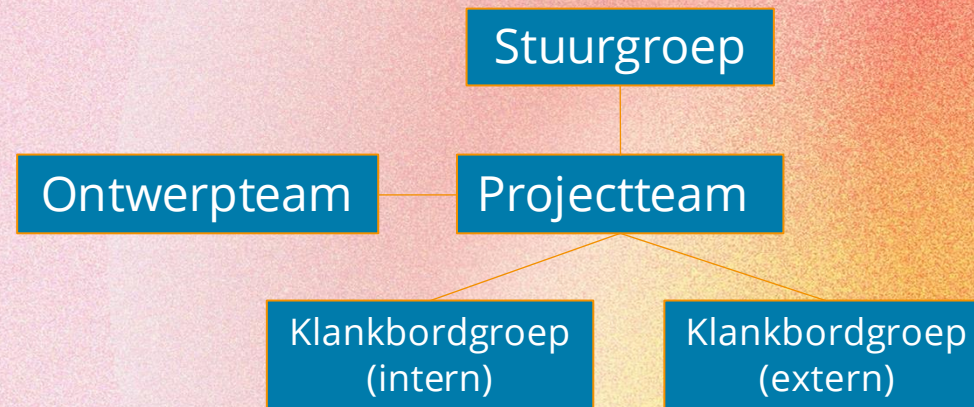 Stuurgroep
Ontwerpteam
Projectteam
Klankbordgroep
(intern)
Klankbordgroep
(extern)